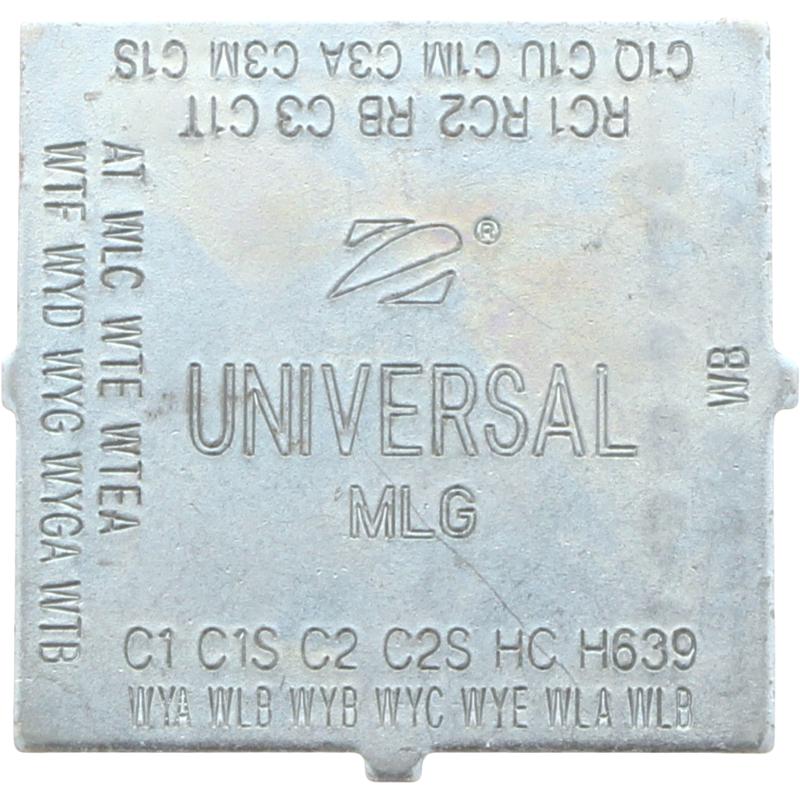 RC1 RC2 RB C3 C1T
C1Q C1U C1M C3A C3M C1S
AT WLC WTE WTEA
WTF WYD WYG WYGA WTB
®
UNIVERSAL
MLG
WB
C1 C1S C2 C2S HC H639
WYA WLB WYB WYC WYE WLA WLB